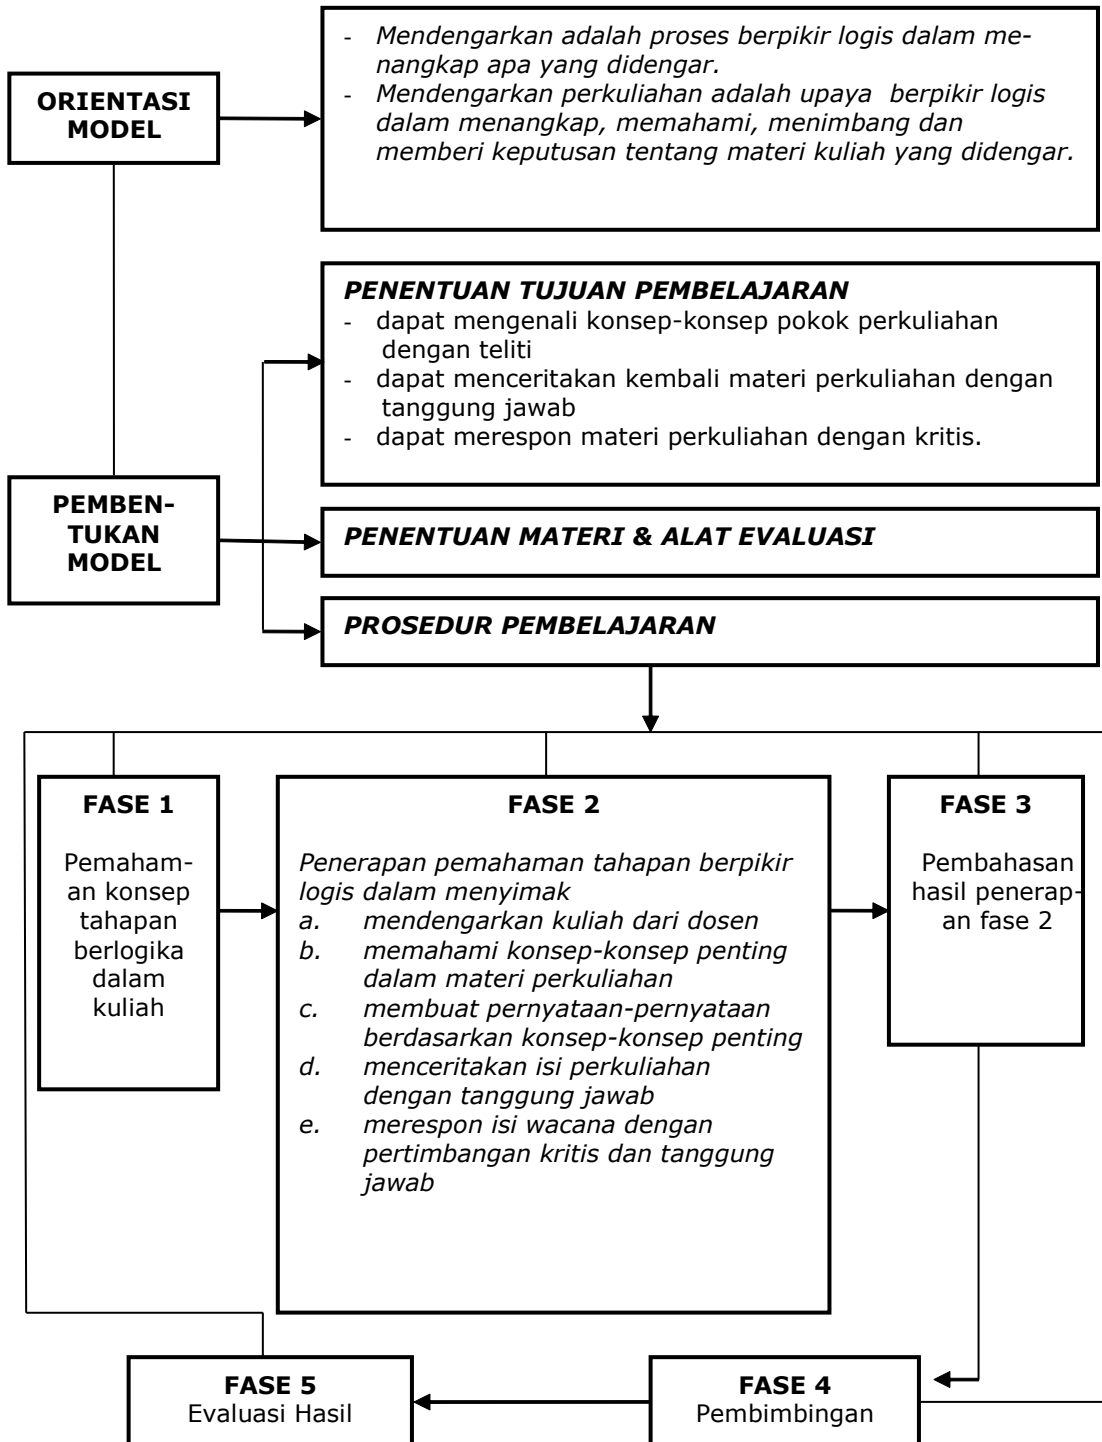 ORIENTASI
MODEL
- Mendengarkan adalah proses berpikir logis dalam me-
nangkap apa yang didengar.
- Mendengarkan perkuliahan adalah upaya berpikir logis
dalam menangkap, memahami, menimbang dan
memberi keputusan tentang materi kuliah yang didengar.
PEMBEN-
TUKAN
MODEL
PENENTUAN TUJUAN PEMBELAJARAN
- dapat mengenali konsep-konsep pokok perkuliahan
dengan teliti
- dapat menceritakan kembali materi perkuliahan dengan
tanggung jawab
- dapat merespon materi perkuliahan dengan kritis.
PENENTUAN MATERI & ALAT EVALUASI
PROSEDUR PEMBELAJARAN
FASE 1
Pemaham-
an konsep
tahapan
berlogika
dalam
kuliah
FASE 2
Penerapan pemahaman tahapan berpikir
logis dalam menyimak
a. mendengarkan kuliah dari dosen
b. memahami konsep-konsep penting
dalam materi perkuliahan
c. membuat pernyataan-pernyataan
berdasarkan konsep-konsep penting
d. menceritakan isi perkuliahan
dengan tanggung jawab
e. merespon isi wacana dengan
pertimbangan kritis dan tanggung
jawab
FASE 3
Pembahasan
hasil penerap-
an fase 2
FASE 5
Evaluasi Hasil
FASE 4
Pembimbingan